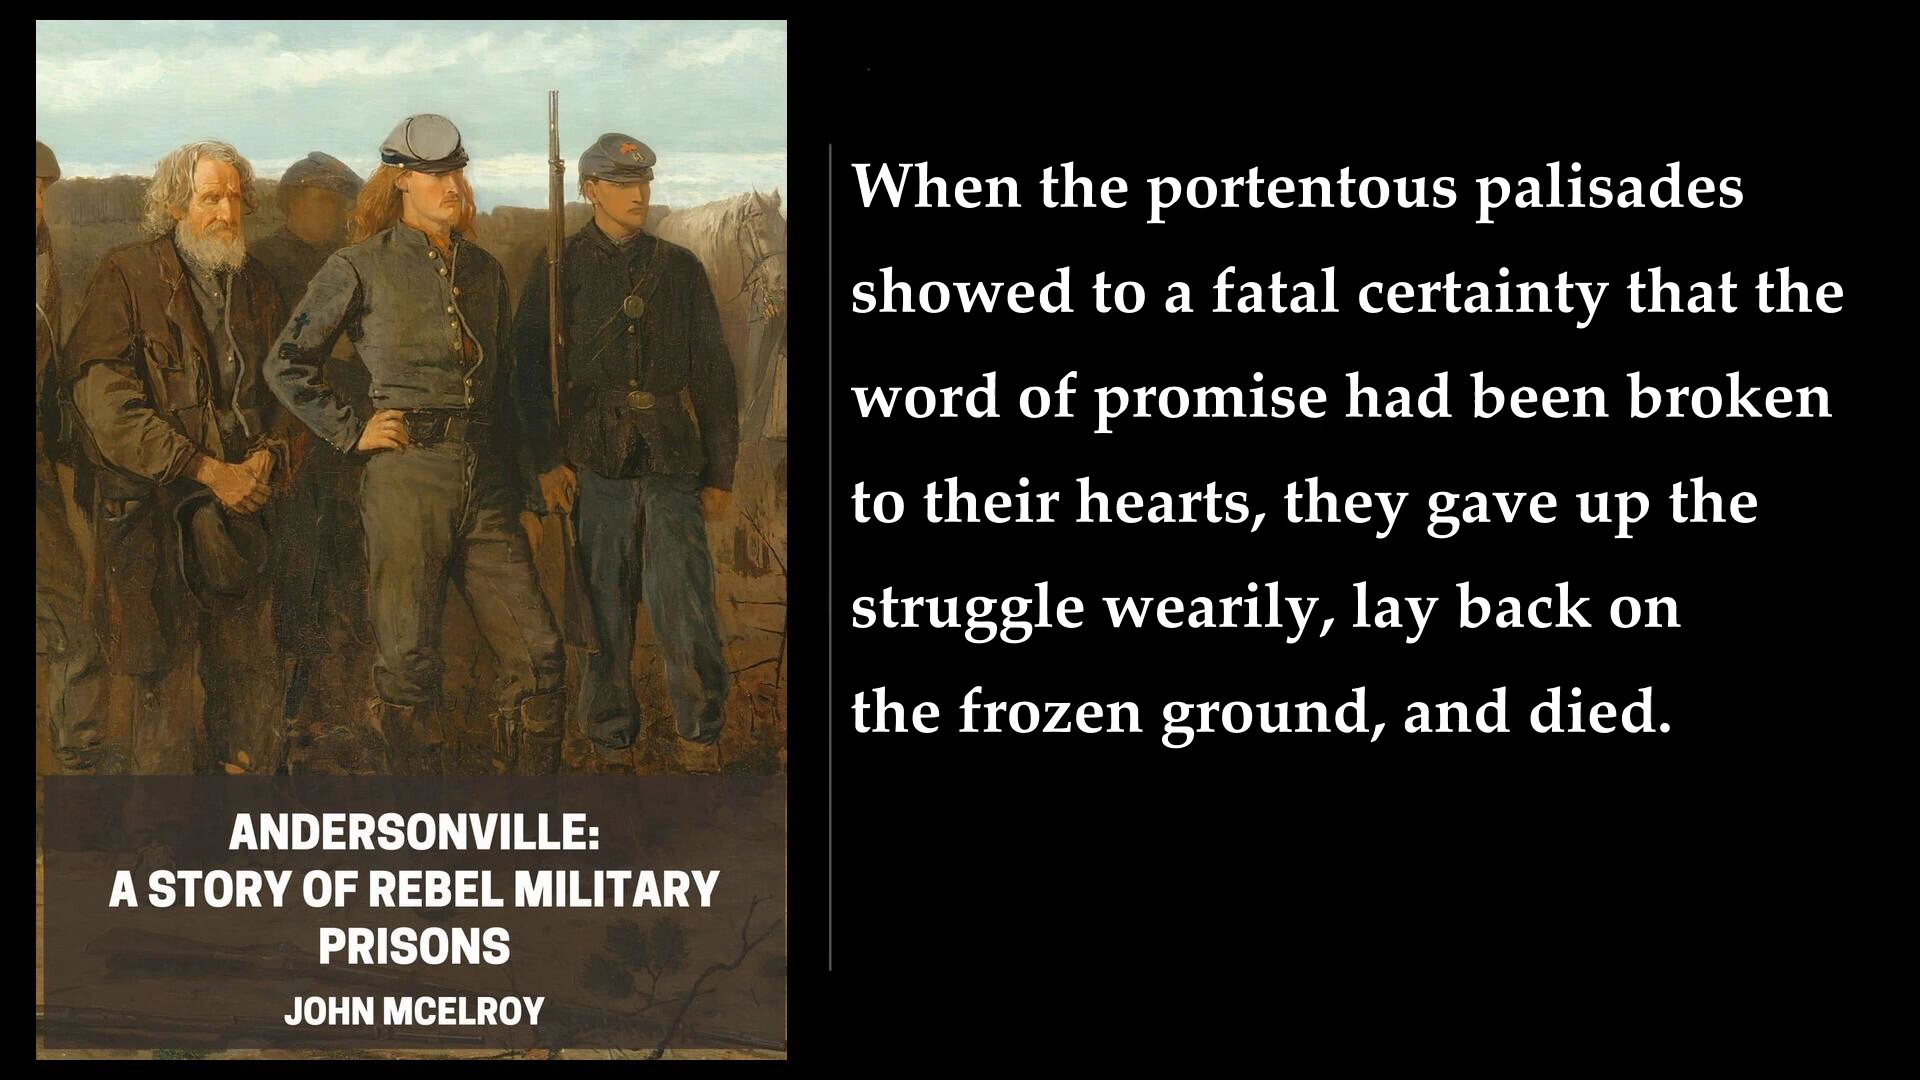 When the portentous palisades
showed to a fatal certainty that the
word of promise had been broken
to their hearts, they gave up the
struggle wearily, lay back on
the frozen ground, and died.
ANDERSONVILLE:
A STORY OF REBEL MILITARY
PRISONS
JOHN MCELROY